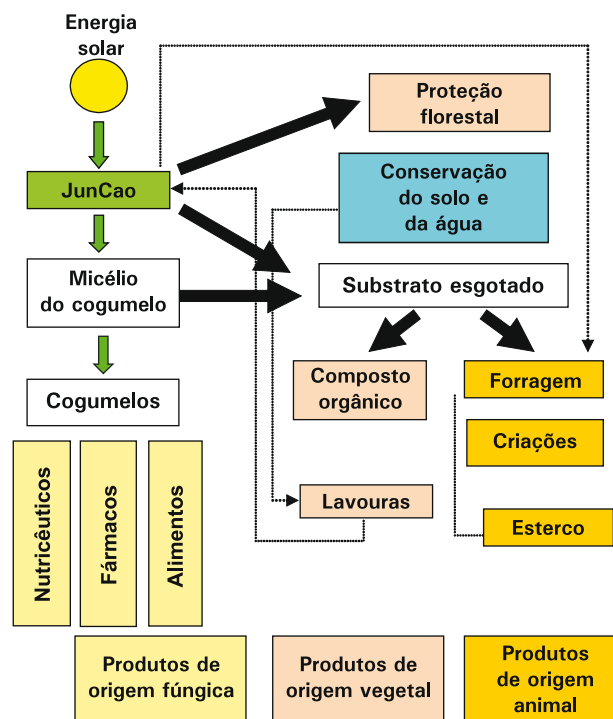 Energia
solar
Proteção
florestal
JunCao
Conservação
do solo e
da água
Micélio
do cogumelo
Substrato esgotado
Cogumelos
Composto
orgânico
Forragem
Criações
Nutricêuticos
Fármacos
Alimentos
Lavouras
Esterco
Produtos de
origem fúngica
Produtos de
origem vegetal
Produtos
de origem
animal